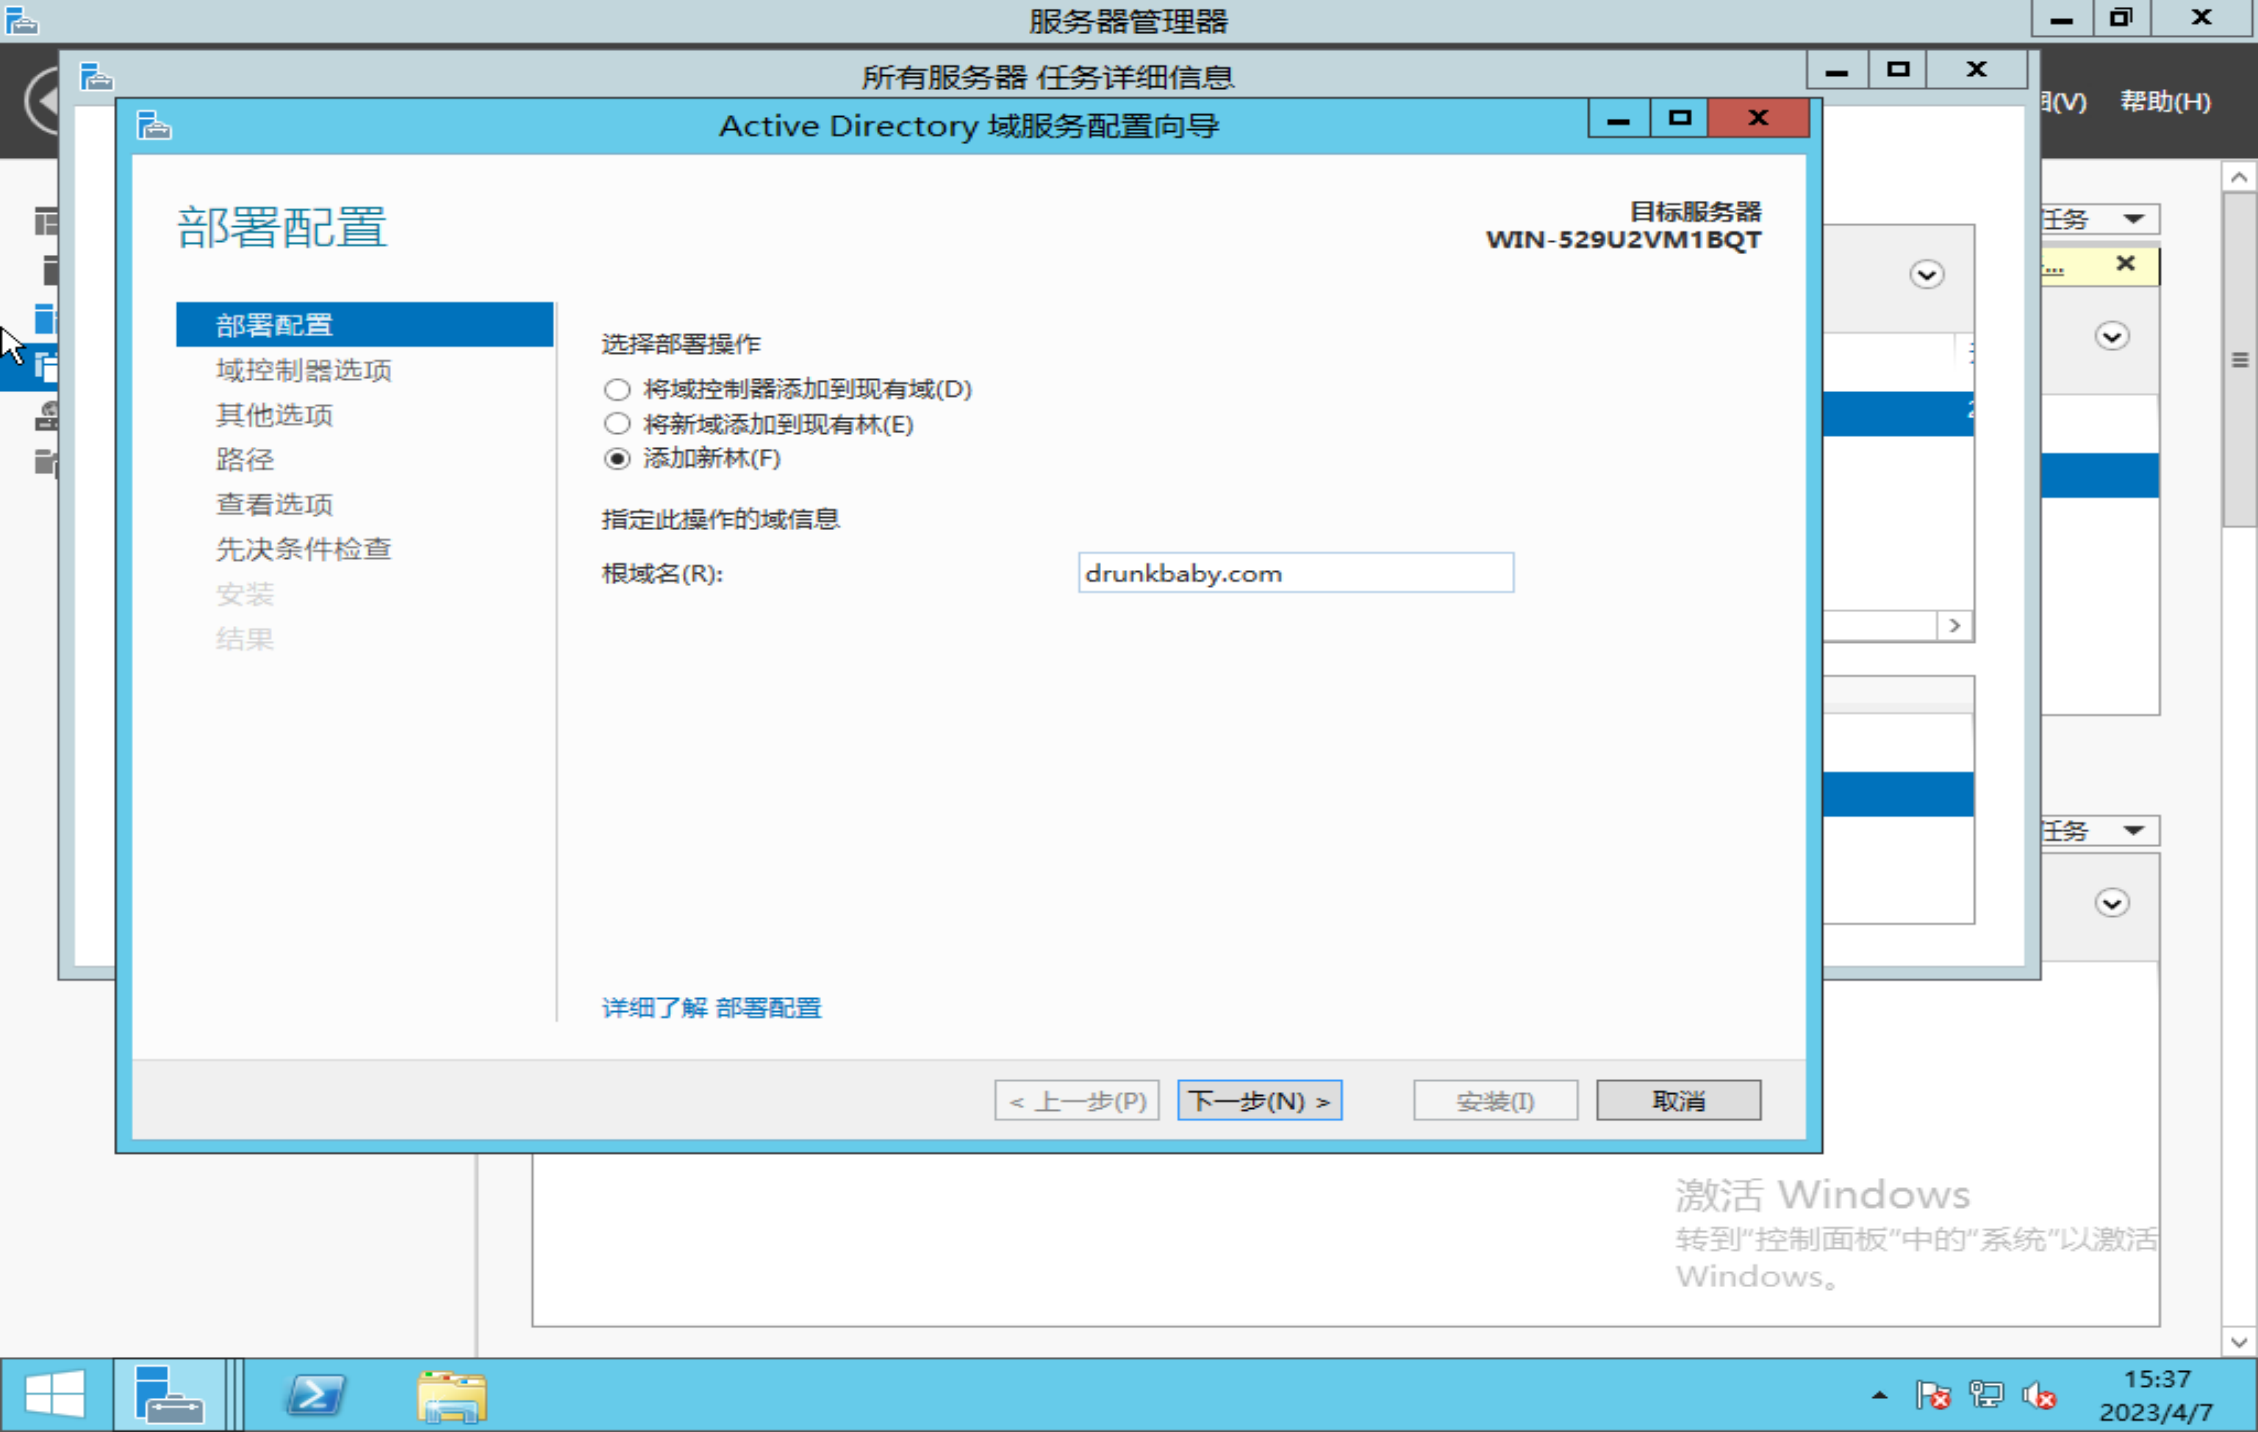 服务器管理器
所有服务器 任务详细信息
(V) 帮助(H)
Active Directory 域服务配置向导
部署配置
目标服务器
WIN-529U2VM1BQT
任务
...
部署配置
域控制器选项
其他选项
路径
查看选项
先决条件检查
安装
结果
选择部署操作
将域控制器添加到现有域(D)
将新域添加到现有林(E)
添加新林(F)
指定此操作的域信息
根域名(R):
drunkbaby.com
任务
详细了解 部署配置
< 上一步(P)
下一步(N) >
安装(I)
取消
激活 Windows
转到"控制面板"中的"系统"以激活
Windows。
15:37
2023/4/7